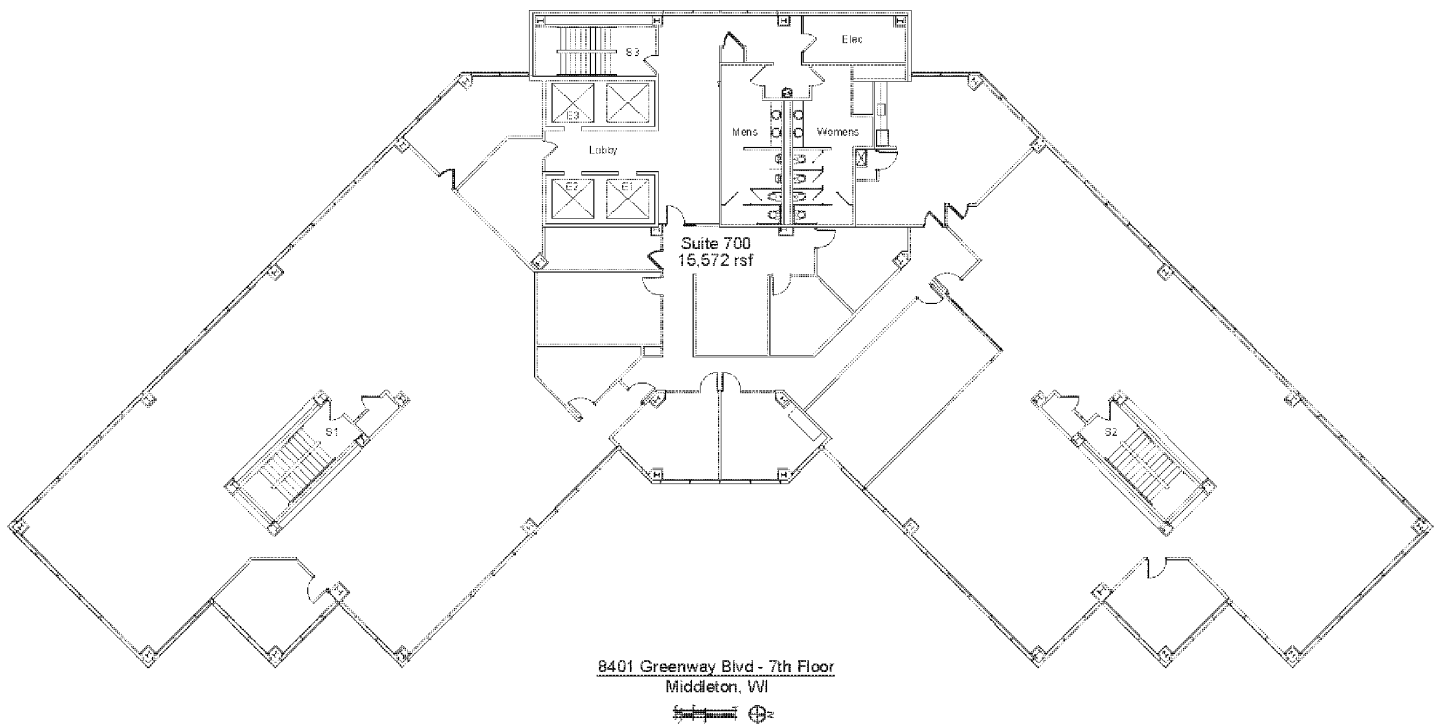 Elec
S3
E3
Mens
Womens
Lobby
E2
E1
Suite 700
15,572 rsf
S1
S2
8401 Greenway Blvd - 7th Floor
Middleton, WI